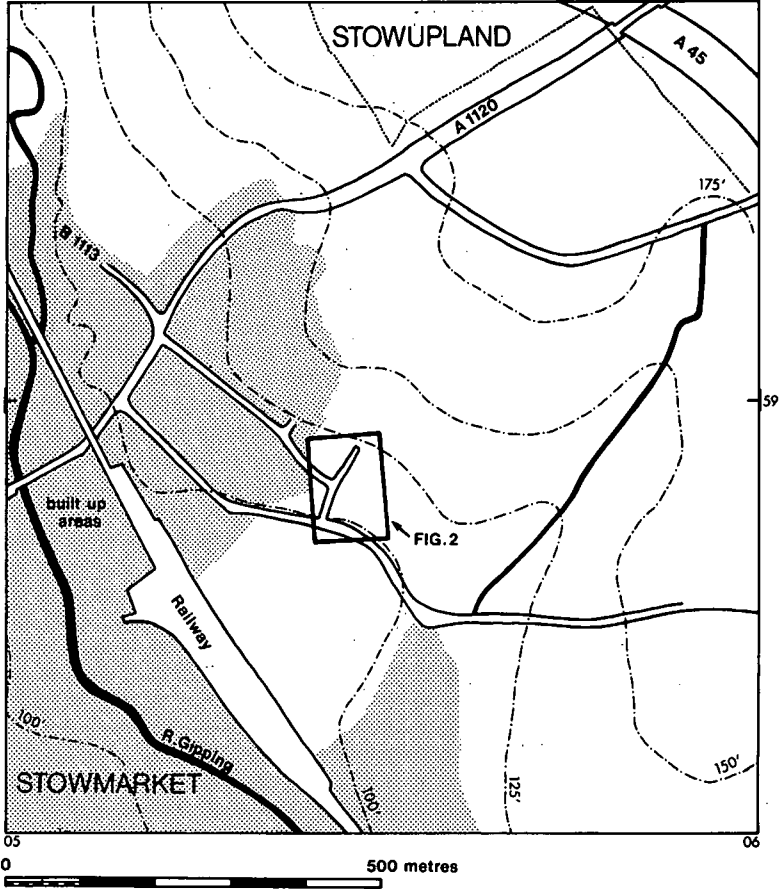 STOWUPLAND
A 45
A 1120
175'
B 1113
59
built up
areas
FIG.2
Railway
100'
R.Gipping
STOWMARKET
100'
125'
150'
05
06
0
500 metres